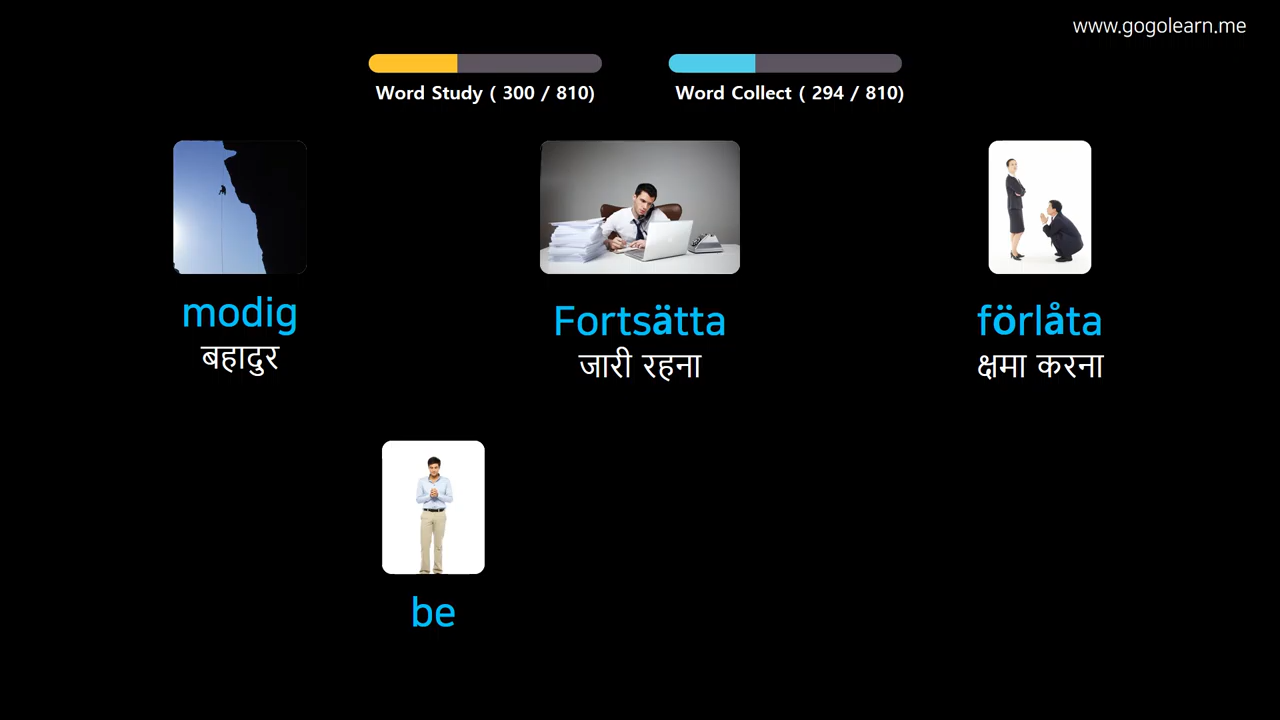 www.gogolearn.me
Word Study ( 300 / 810)
Word Collect ( 294 / 810)
modig
बहादुर
Fortsätta
जारी रहना
förlåta
क्षमा करना
be